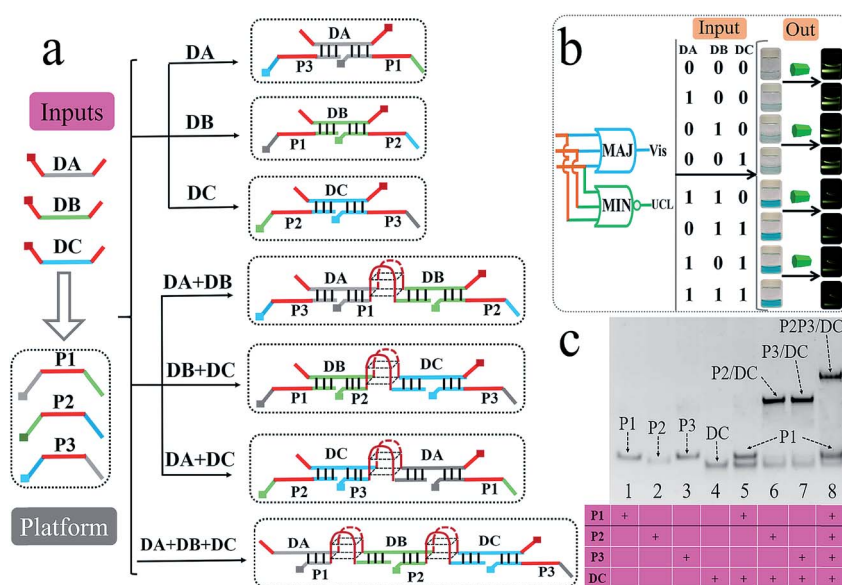 a
Inputs
DA
DB
DC
P1
P2
P3
Platform
DA
DA
P3
P1
DB
DB
P1
P2
DC
DC
P2
P3
DA+DB
DA
DB
P3
P1
P2
DB+DC
DB
DC
P1
P2
P3
DA+DC
DC
DA
P2
P3
P1
DA+DB+DC
DA
DB
DC
P1
P2
P3
b
Input
Out
DA DB DC
0 0 0
1 0 0
0 1 0
0 0 1
1 1 0
0 1 1
1 0 1
1 1 1
MAJ
Vis
MIN
UCL
c
P2P3/DC
P3/DC
P2/DC
P1
P2
P3
DC
P1
1 2 3 4 5 6 7 8
P1 + + +
P2 + + +
P3 + + +
DC + + + + +